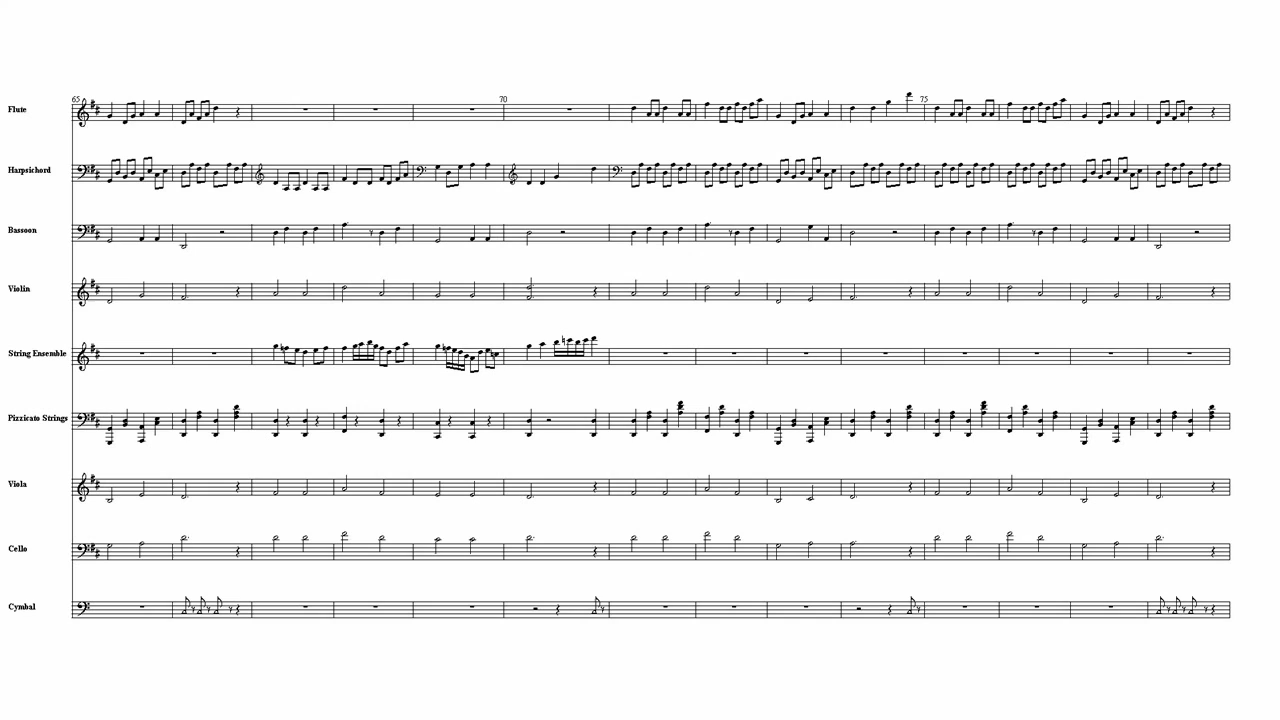 65 70 75
Flute
Harpsichord
Bassoon
Violin
String Ensemble
Pizzicato Strings
Viola
Cello
Cymbal